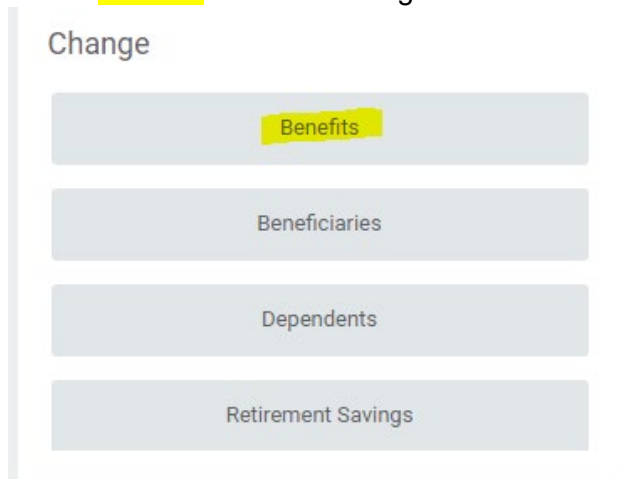 Change
Benefits
Beneficiaries
Dependents
Retirement Savings